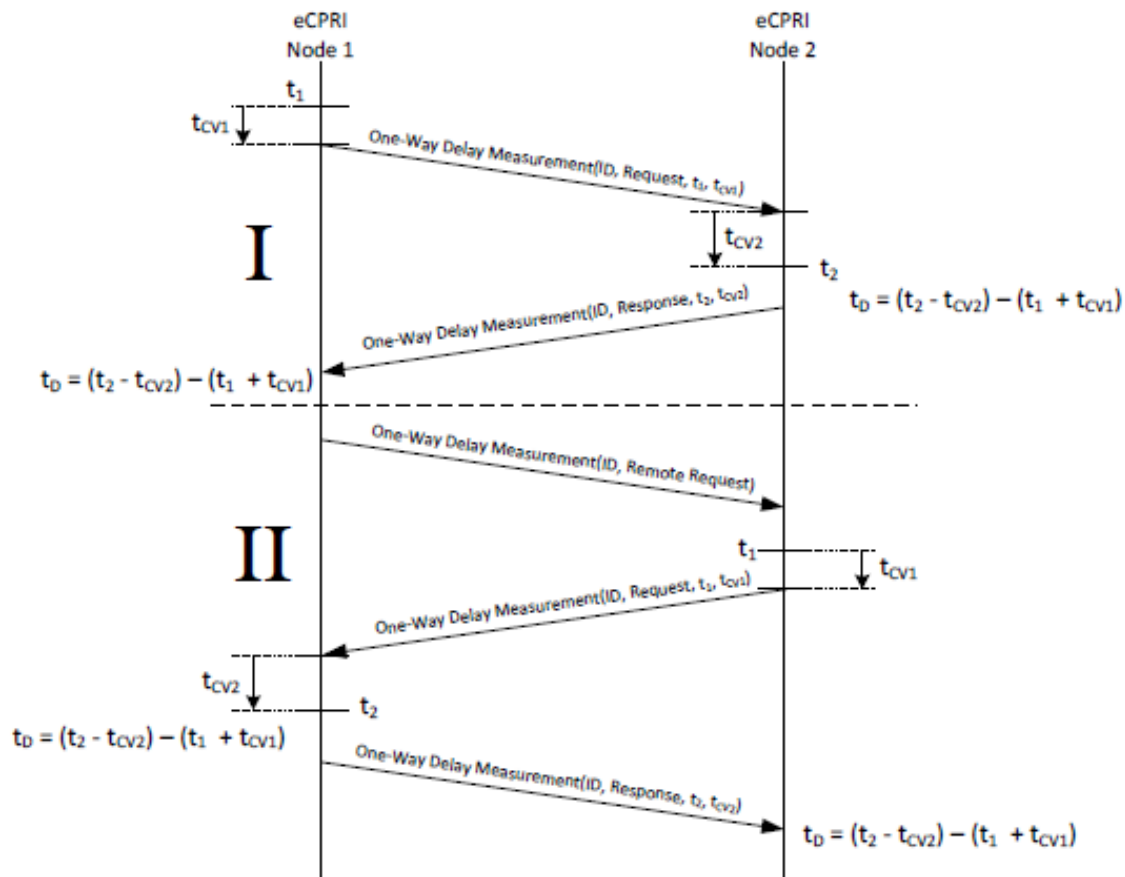 eCPRI
Node 1
eCPRI
Node 2
t1
tCV1
One-Way Delay Measurement(ID, Request, t1, tCV1)
I
tCV2
t2
tD = (t2 - tCV2) – (t1 + tCV1)
One-Way Delay Measurement(ID, Response, t2, tCV2)
tD = (t2 - tCV2) – (t1 + tCV1)
One-Way Delay Measurement(ID, Remote Request)
II
t1
tCV1
One-Way Delay Measurement(ID, Request, t1, tCV1)
tCV2
t2
tD = (t2 - tCV2) – (t1 + tCV1)
One-Way Delay Measurement(ID, Response, t2, tCV2)
tD = (t2 - tCV2) – (t1 + tCV1)